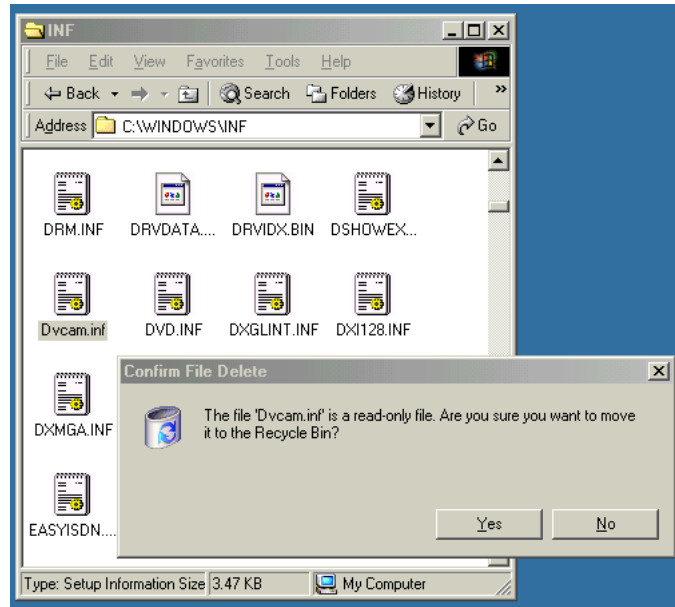 INF
File Edit View Favorites Tools Help
Back Search Folders History »
Address C:\WINDOWS\INF Go
DRM.INF DRVDATA.... DRVIDX.BIN DSHOWEX...
Dvcam.inf DVD.INF DXGLINT.INF DXI128.INF
Confirm File Delete
DXMGA.INF
The file 'Dvcam.inf' is a read-only file. Are you sure you want to move
it to the Recycle Bin?
Yes No
EASYISDN....
Type: Setup Information Size 3.47 KB My Computer